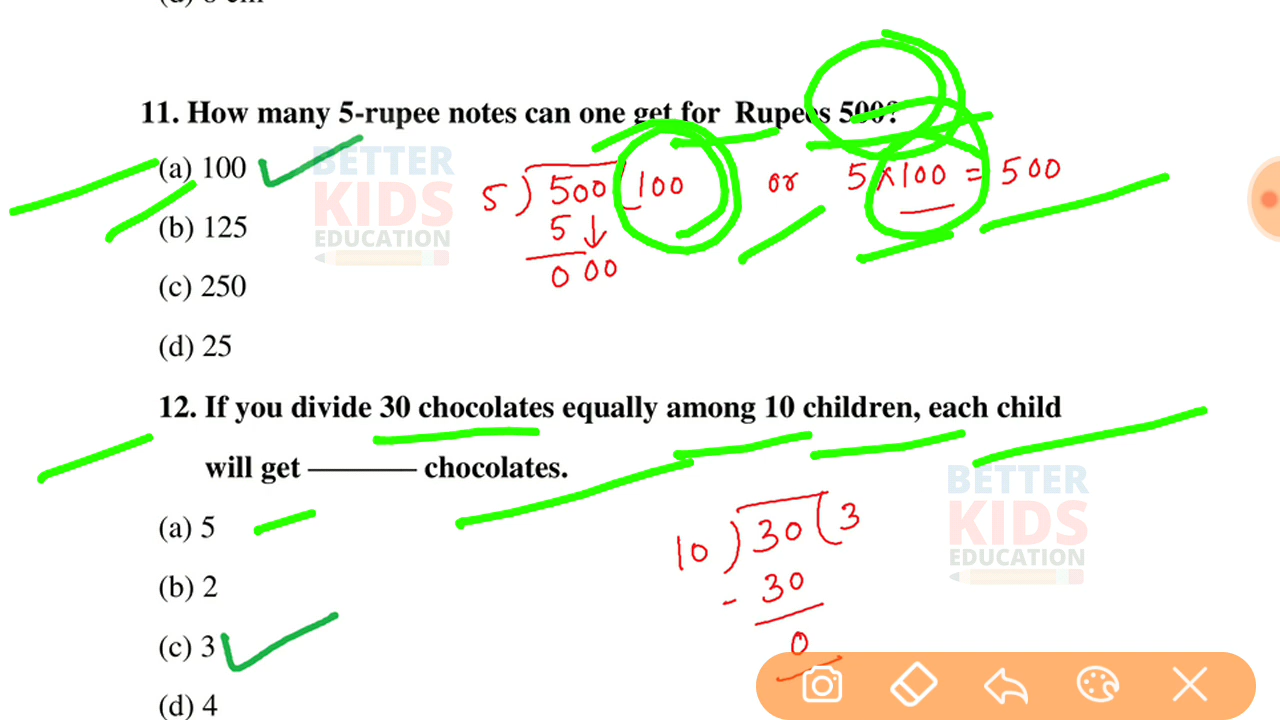 11. How many 5-rupee notes can one get for Rupees 500?
(a) 100
(b) 125
(c) 250
(d) 25
5 ) 500 ( 100 or 5 × 100 = 500
5 ↓
0 00
BETTER
KIDS
EDUCATION
12. If you divide 30 chocolates equally among 10 children, each child
will get ——— chocolates.
(a) 5
(b) 2
(c) 3
(d) 4
10 ) 30 ( 3
- 30
0
BETTER
KIDS
EDUCATION